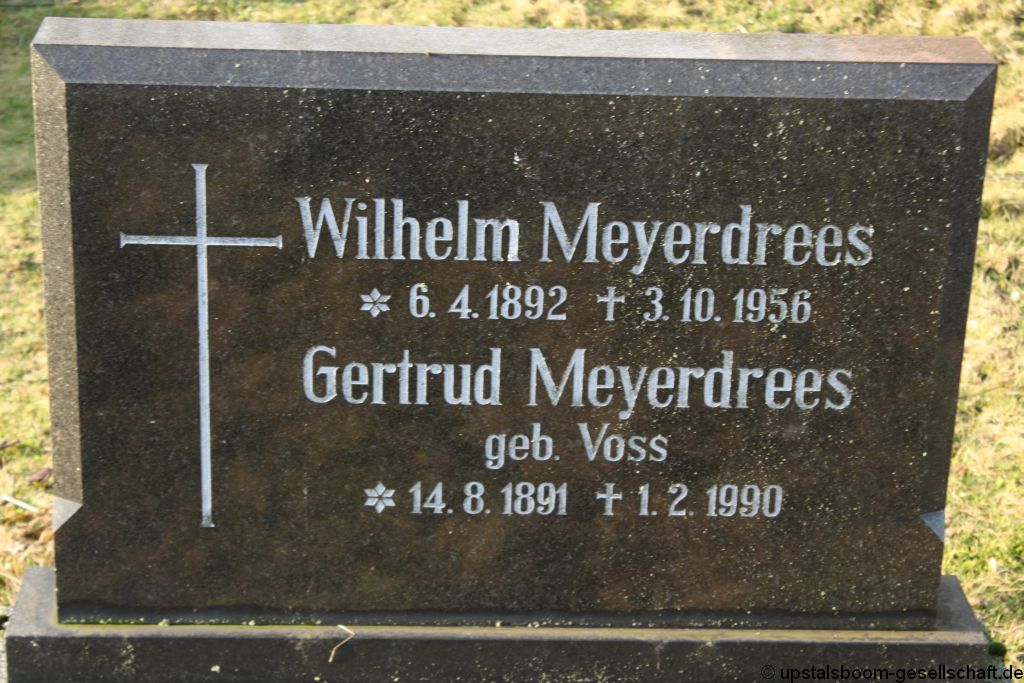 Wilhelm Meyerdrees
* 6. 4. 1892 † 3. 10. 1956
Gertrud Meyerdrees
geb. Voss
* 14. 8. 1891 † 1. 2. 1990
© upstalsboom-gesellschaft.de